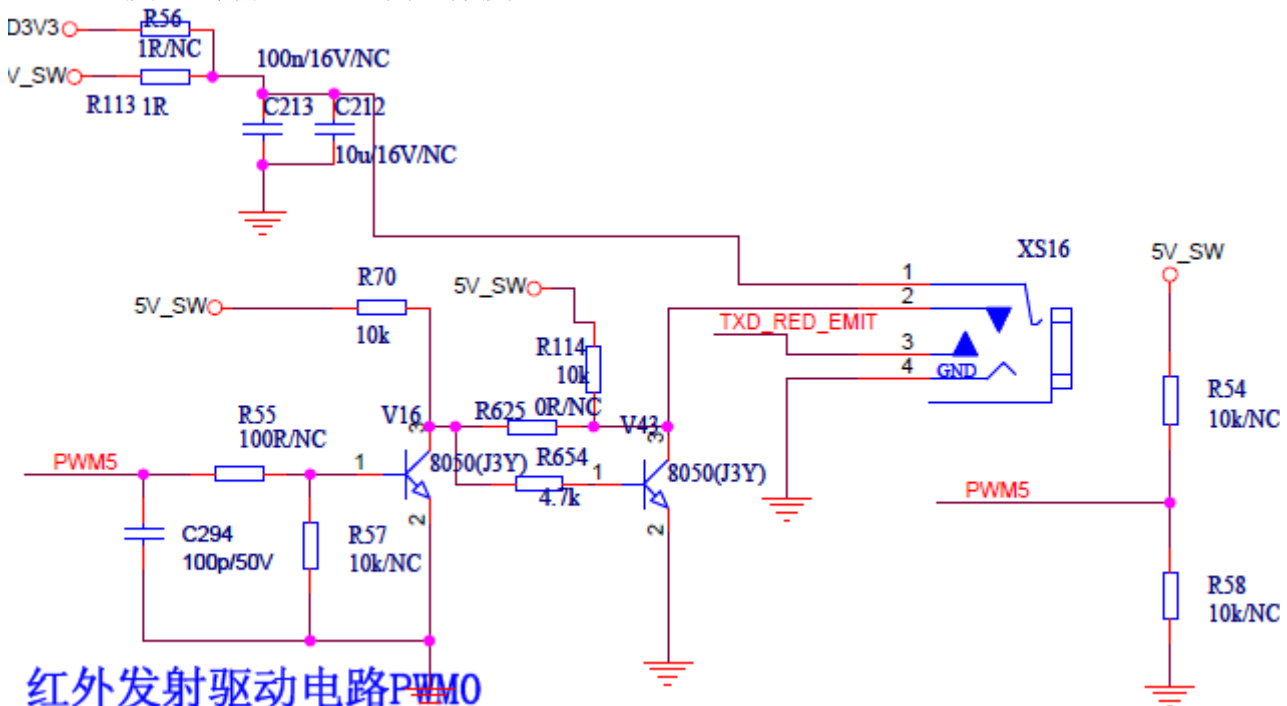 D3V3
R56
1R/NC
V_SW
R113 1R
100n/16V/NC
C213
C212
10u/16V/NC
XS16
5V_SW
R70
5V_SW
10k
5V_SW
1
2
TXD_RED_EMIT
3
4
GND
R114
10k
R54
10k/NC
R55
100R/NC
V16
3
R625
0R/NC
V43
3
PWM5
1
8050(J3Y)
R654
4.7k
1
8050(J3Y)
PWM5
C294
100p/50V
R57
10k/NC
2
2
R58
10k/NC
红外发射驱动电路PWM0